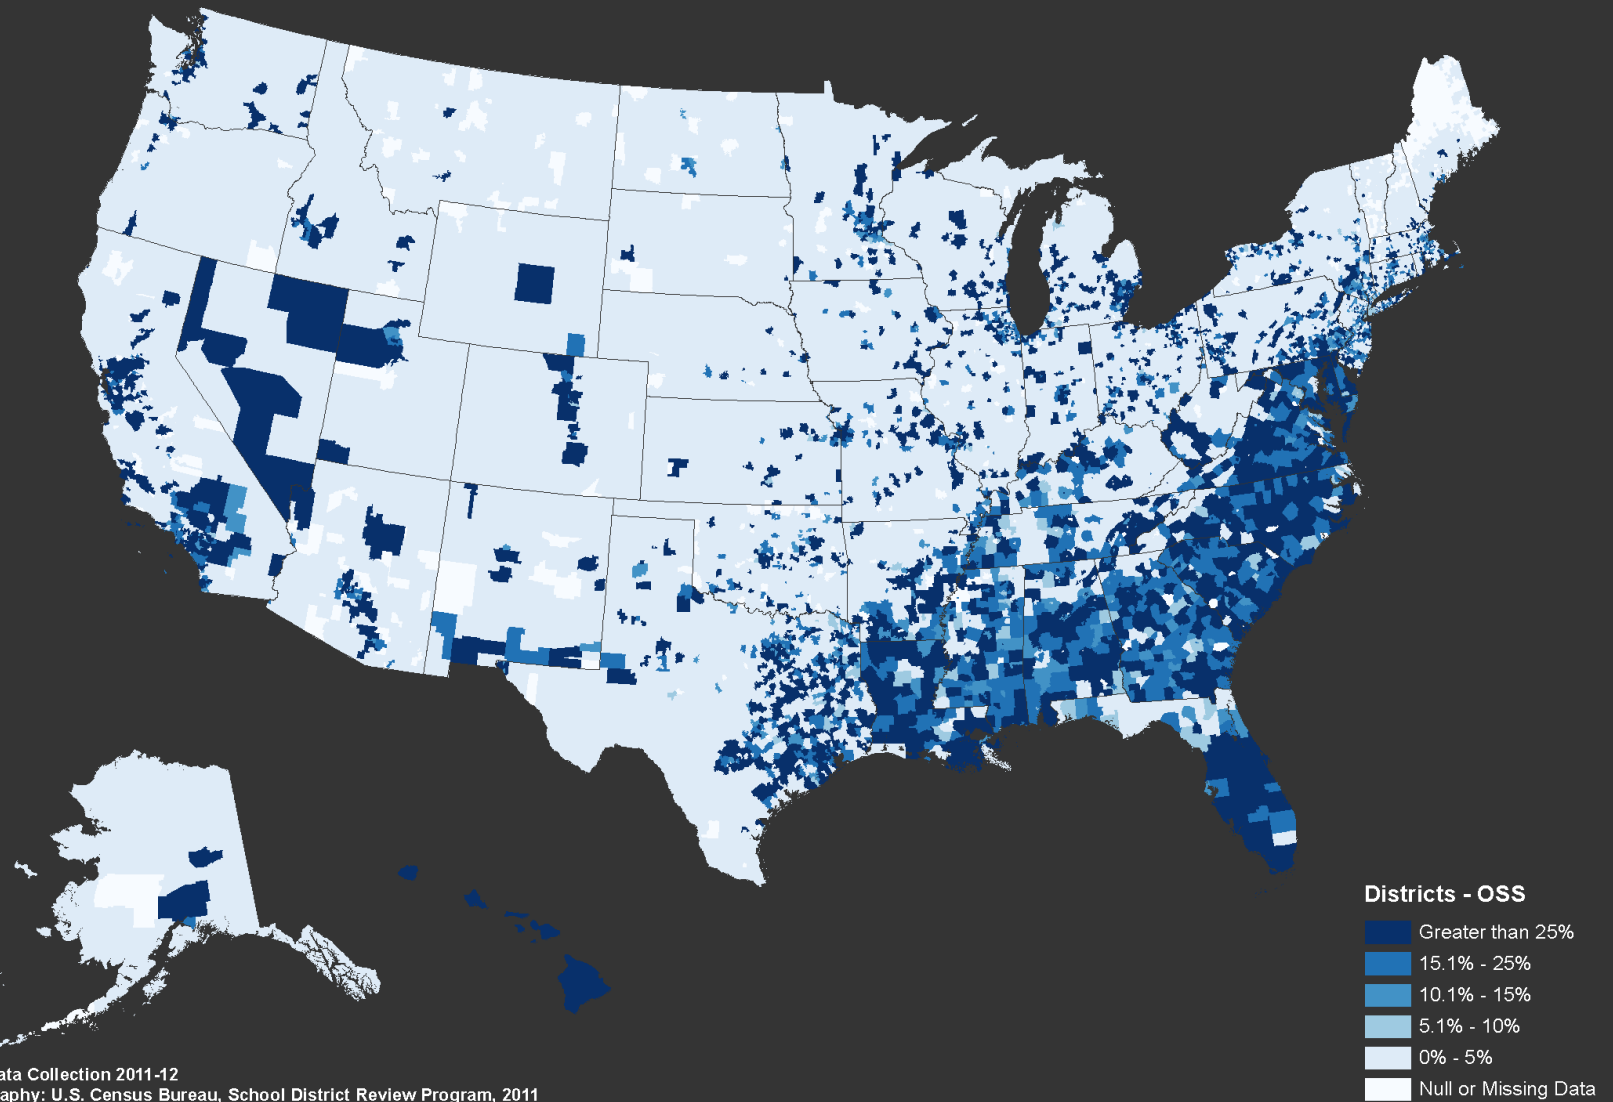 Districts - OSS
Greater than 25%
15.1% - 25%
10.1% - 15%
5.1% - 10%
0% - 5%
Null or Missing Data
ata Collection 2011-12
aphy: U.S. Census Bureau, School District Review Program, 2011